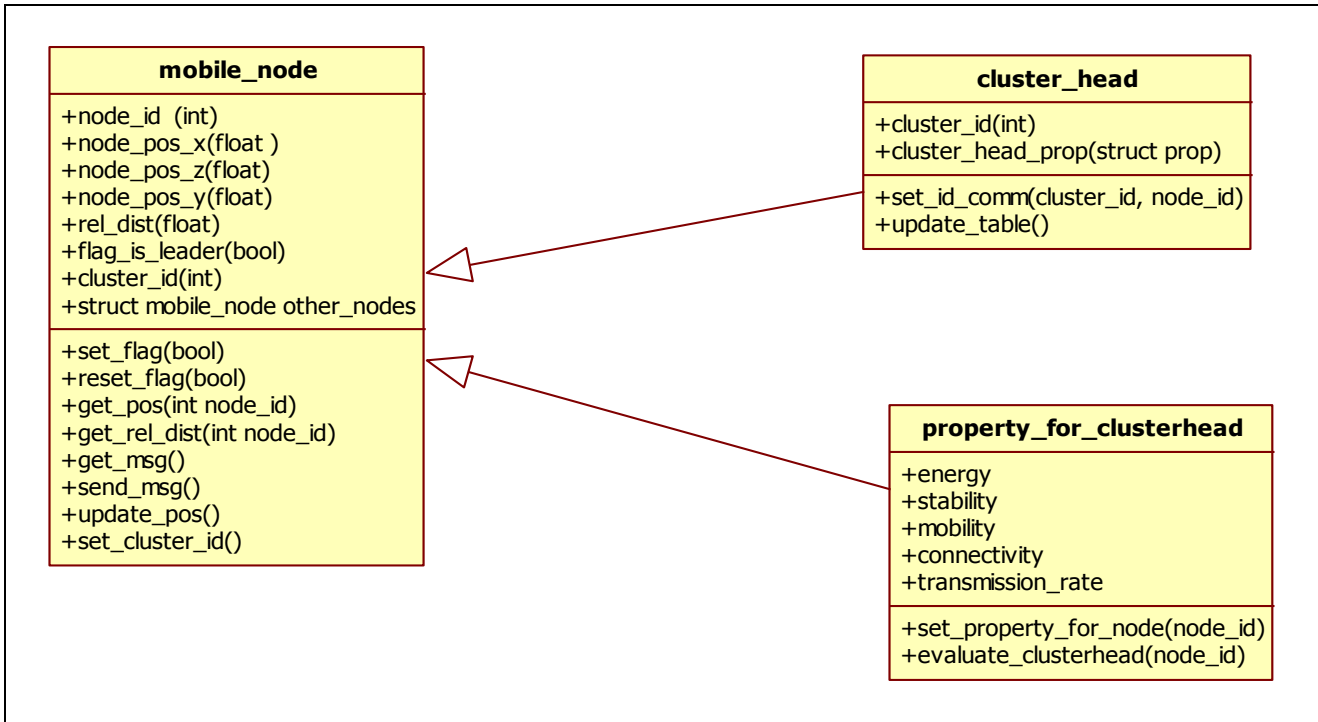 mobile_node
+node_id (int)
+node_pos_x(float )
+node_pos_z(float)
+node_pos_y(float)
+rel_dist(float)
+flag_is_leader(bool)
+cluster_id(int)
+struct mobile_node other_nodes
+set_flag(bool)
+reset_flag(bool)
+get_pos(int node_id)
+get_rel_dist(int node_id)
+get_msg()
+send_msg()
+update_pos()
+set_cluster_id()
cluster_head
+cluster_id(int)
+cluster_head_prop(struct prop)
+set_id_comm(cluster_id, node_id)
+update_table()
property_for_clusterhead
+energy
+stability
+mobility
+connectivity
+transmission_rate
+set_property_for_node(node_id)
+evaluate_clusterhead(node_id)